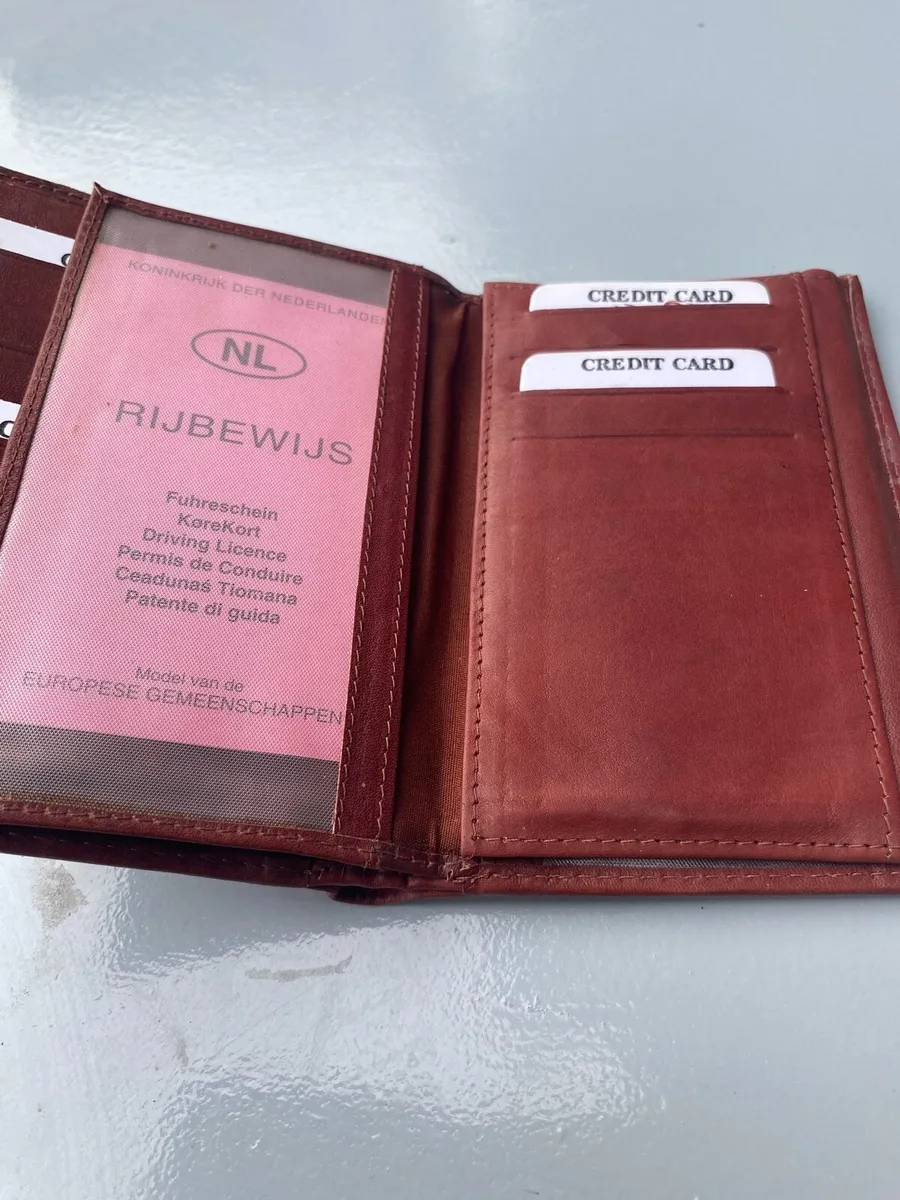 KONINKRIJK DER NEDERLANDEN
NL
RIJBEWIJS
Fuhreschein
KøreKort
Driving Licence
Permis de Conduire
Ceadunaś Tiomana
Patente di guida
Model van de
EUROPESE GEMEENSCHAPPEN
CREDIT CARD
CREDIT CARD
C
C